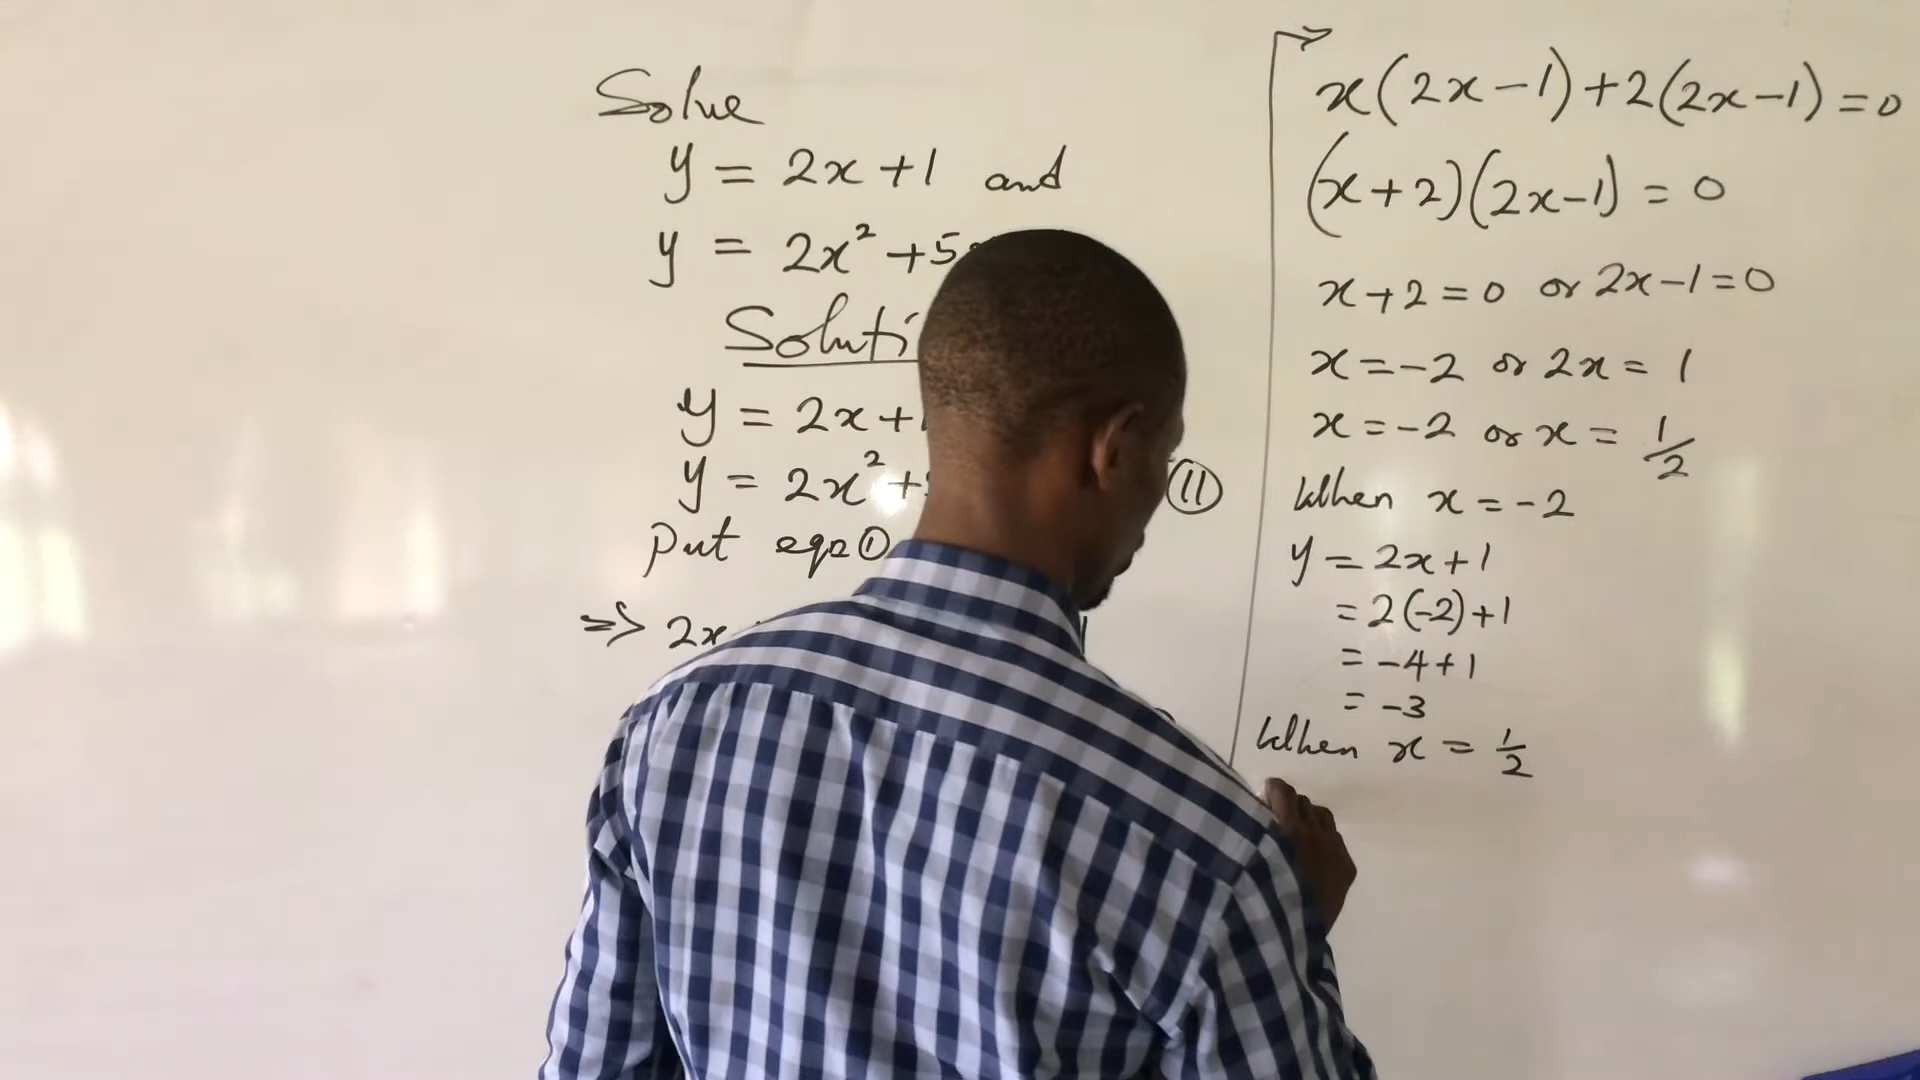 Solve
y = 2x + 1 and
y = 2x² + 5
Soluti
y = 2x +
y = 2x² + (11)
Put eqn①
=> 2x
x(2x-1)+2(2x-1)=0
(x+2)(2x-1)=0
x+2=0 or 2x-1=0
x=-2 or 2x=1
x=-2 or x=1/2
When x=-2
y=2x+1
=2(-2)+1
=-4+1
=-3
When x=1/2